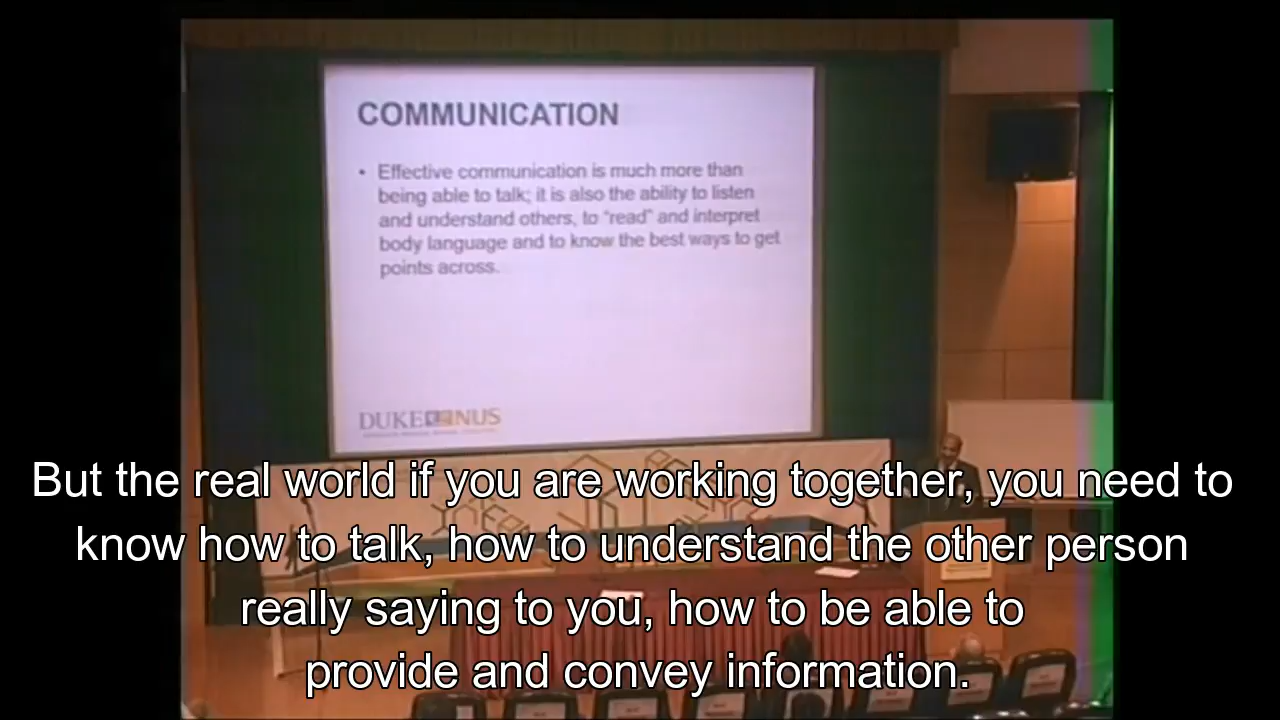 COMMUNICATION
• Effective communication is much more than
being able to talk; it is also the ability to listen
and understand others, to "read" and interpret
body language and to know the best ways to get
points across.
DUKE NUS
But the real world if you are working together, you need to
know how to talk, how to understand the other person
really saying to you, how to be able to
provide and convey information.